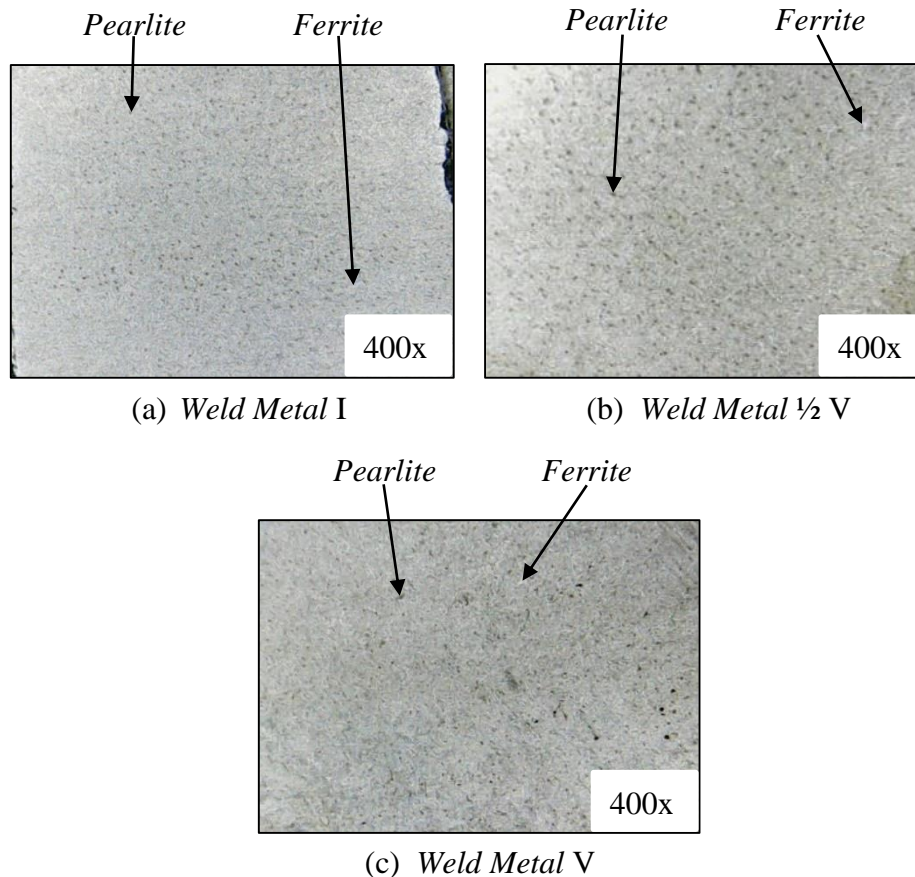 Pearlite Ferrite
Pearlite Ferrite
400x
400x
(a) Weld Metal I
(b) Weld Metal ½ V
Pearlite Ferrite
400x
(c) Weld Metal V